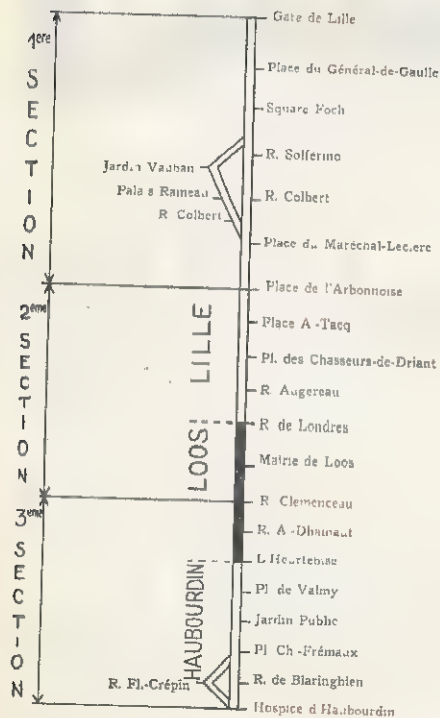 Gare de Lille
1ère SECTION
Place du Général-de-Gaulle
Square Foch
R. Solférino
Jardin Vauban
Palais Rameau
R. Colbert
R Colbert
Place du Maréchal-Leclerc
Place de l'Arbonnoise
2ème SECTION
LILLE
Place A-Tacq
Pl. des Chasseurs-de-Driant
R. Augereau
R de Londres
LOOS
Mairie de Loos
R Clemenceau
3ème SECTION
R. A-Dhainaut
L Heurtebise
HAUBOURDIN
Pl de Valmy
Jardin Public
Pl Ch-Frémaux
R. Fl.-Crépin
R. de Blaringhien
Hospice d'Haubourdin